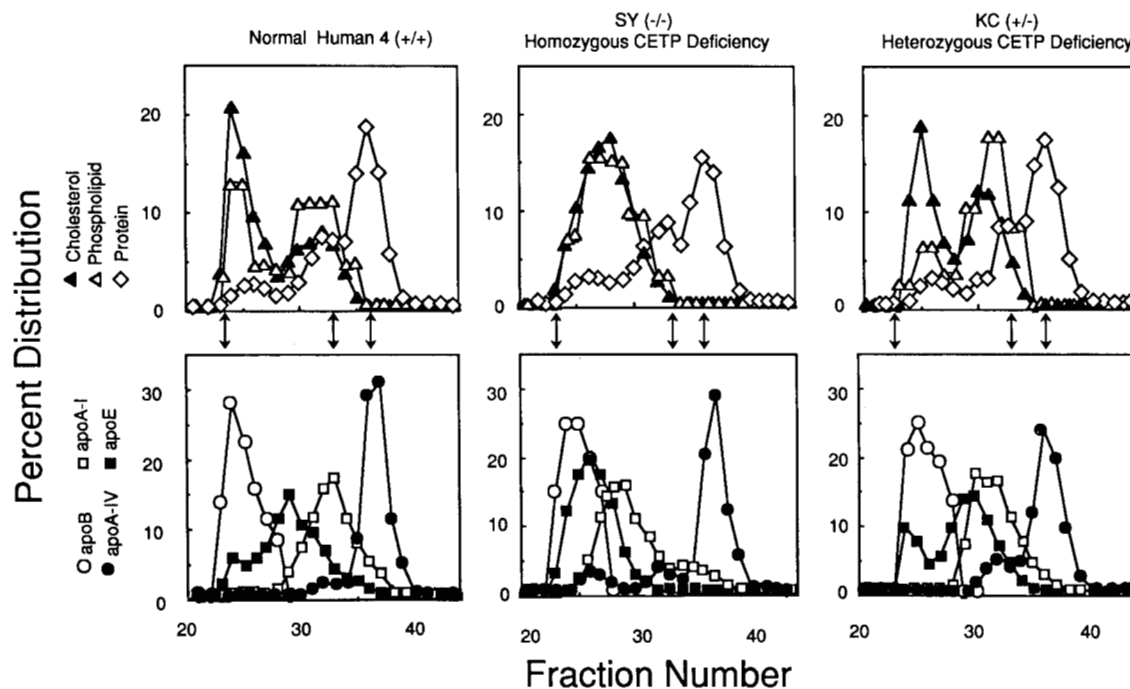 Normal Human 4 (+/+)
SY (-/-)
Homozygous CETP Deficiency
KC (+/-)
Heterozygous CETP Deficiency
Percent Distribution
▲ Cholesterol
△ Phospholipid
◇ Protein
20
10
0
20
10
0
20
10
0
○ apoB
● apoA-IV
□ apoA-I
■ apoE
30
20
10
0
30
20
10
0
30
20
10
0
20 30 40
20 30 40
20 30 40
Fraction Number